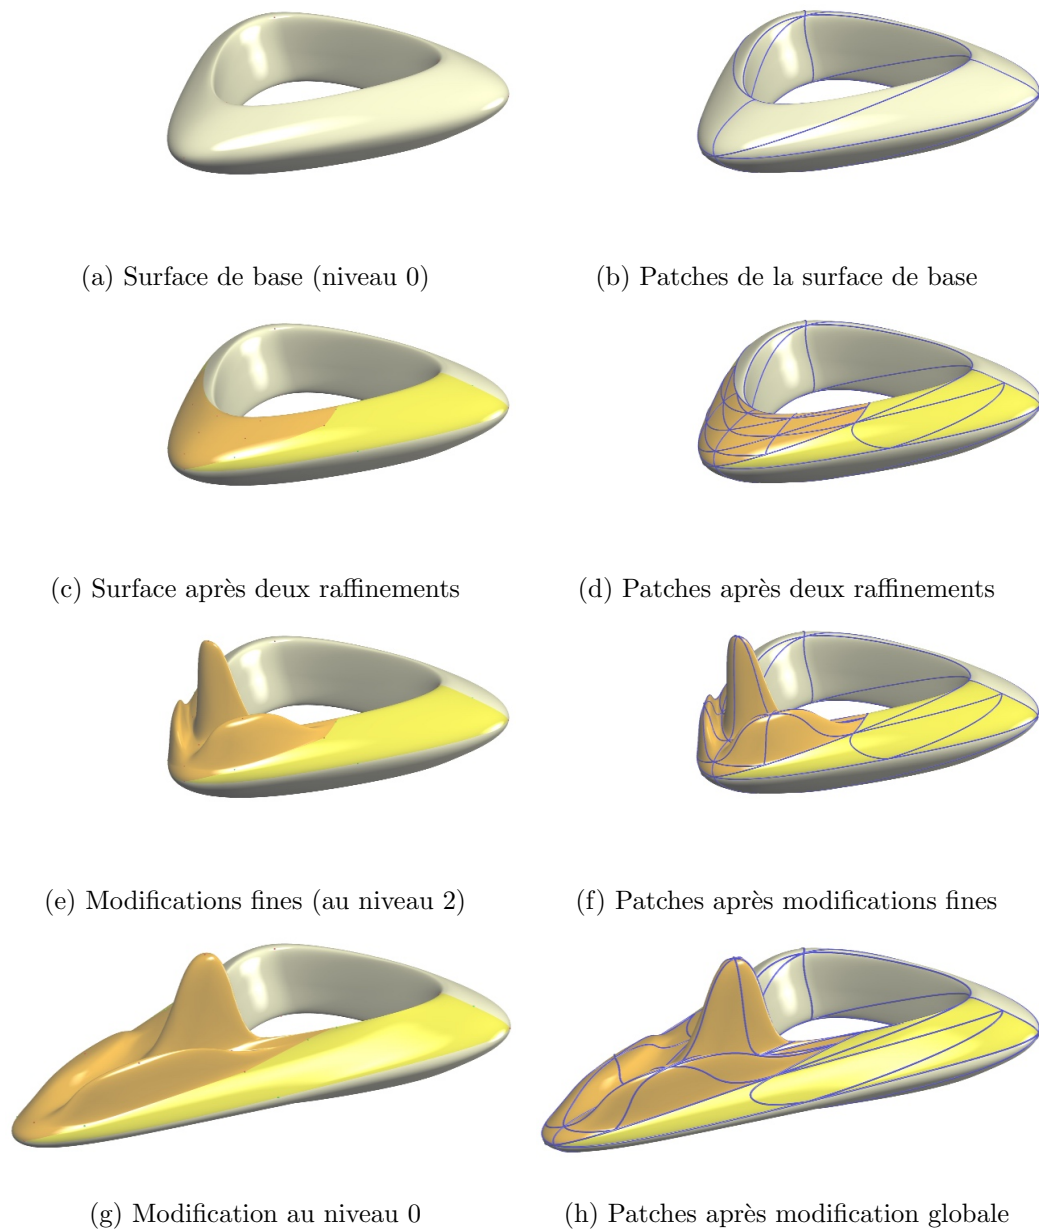 (a) Surface de base (niveau 0)
(b) Patches de la surface de base
(c) Surface après deux raffinements
(d) Patches après deux raffinements
(e) Modifications fines (au niveau 2)
(f) Patches après modifications fines
(g) Modification au niveau 0
(h) Patches après modification globale